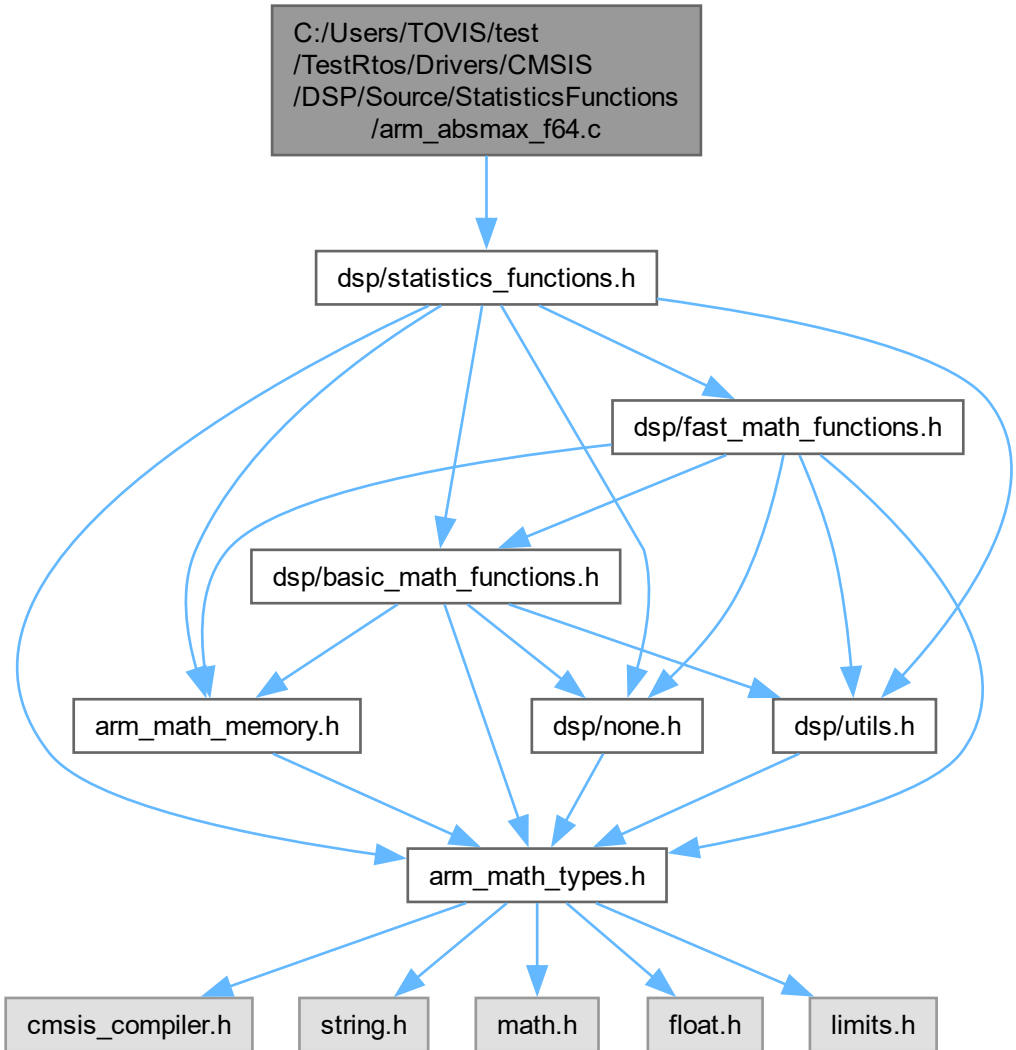 C:/Users/TOVIS/test
/TestRtos/Drivers/CMSIS
/DSP/Source/StatisticsFunctions
/arm_absmax_f64.c
dsp/statistics_functions.h
dsp/fast_math_functions.h
dsp/basic_math_functions.h
arm_math_memory.h
dsp/none.h
dsp/utils.h
arm_math_types.h
cmsis_compiler.h
string.h
math.h
float.h
limits.h